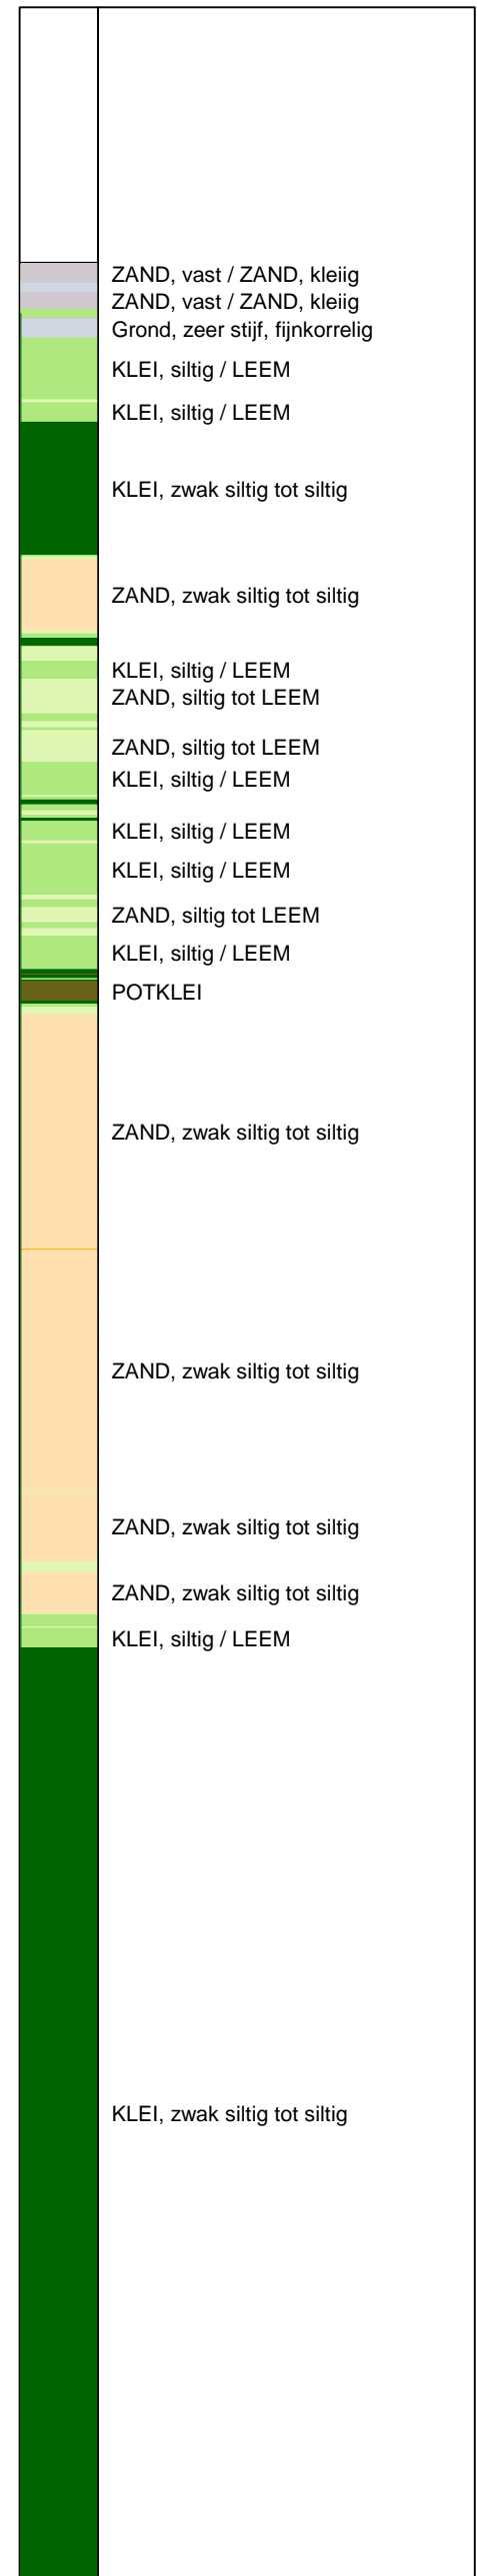 ZAND, vast / ZAND, kleiig
ZAND, vast / ZAND, kleiig
Grond, zeer stijf, fijnkorrelig
KLEI, siltig / LEEM
KLEI, siltig / LEEM
KLEI, zwak siltig tot siltig
ZAND, zwak siltig tot siltig
KLEI, siltig / LEEM
ZAND, siltig tot LEEM
ZAND, siltig tot LEEM
KLEI, siltig / LEEM
KLEI, siltig / LEEM
KLEI, siltig / LEEM
ZAND, siltig tot LEEM
KLEI, siltig / LEEM
POTKLEI
ZAND, zwak siltig tot siltig
ZAND, zwak siltig tot siltig
ZAND, zwak siltig tot siltig
ZAND, zwak siltig tot siltig
KLEI, siltig / LEEM
KLEI, zwak siltig tot siltig